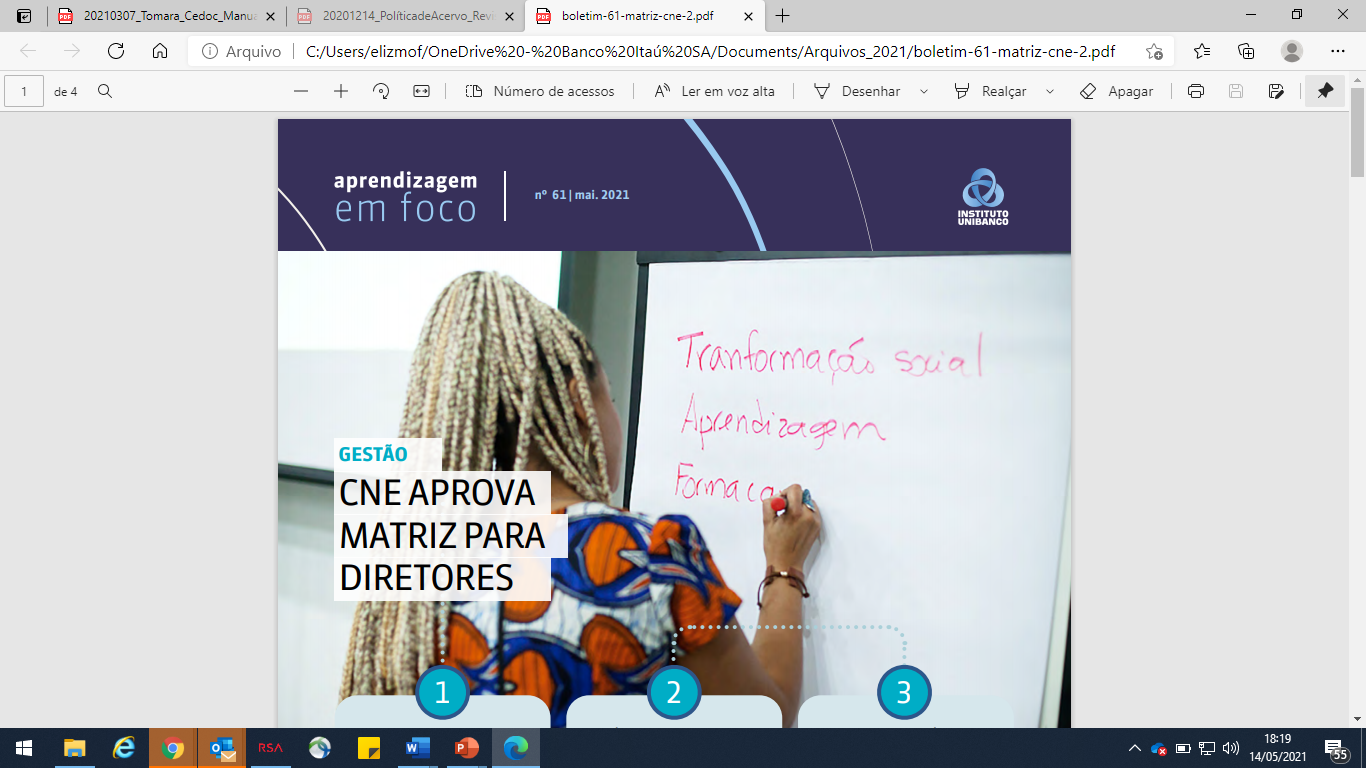 20210307_Tomara_Cedoc_Manua
20201214_PolíticadeAcervo_Rev
boletim-61-matriz-cne-2.pdf
Arquivo
C:/Users/elizmof/OneDrive%20-%20Banco%20Itaú%20SA/Documents/Arquivos_2021/boletim-61-matriz-cne-2.pdf
1 de 4
Número de acessos
Ler em voz alta
Desenhar
Realçar
Apagar
aprendizagem
em foco
nº 61 | mai. 2021
INSTITUTO
UNIBANCO
Tranformação social
Aprendizagem
Formaca
GESTÃO
CNE APROVA
MATRIZ PARA
DIRETORES
1 2 3
RSA
18:19
14/05/2021
55